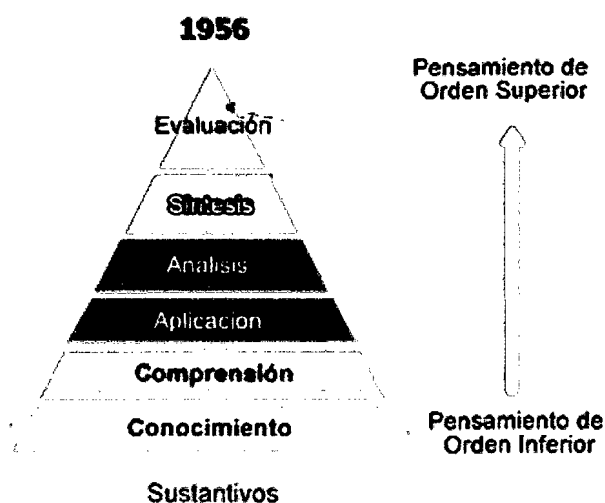 1956
Pensamiento de
Orden Superior
Evaluación
Síntesis
Analisis
Aplicacion
Comprensión
Conocimiento
Pensamiento de
Orden Inferior
Sustantivos